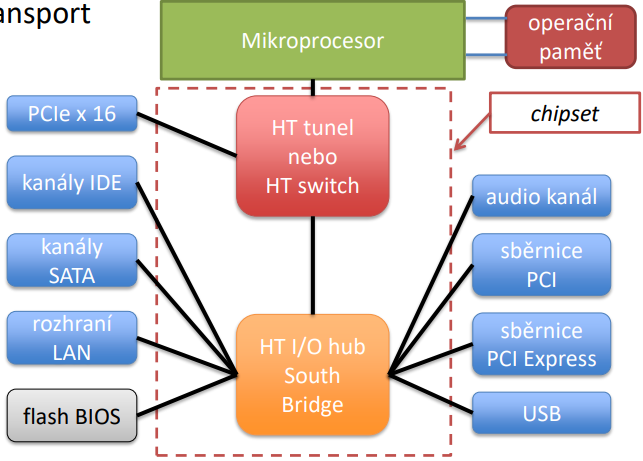 ansport
Mikroprocesor
operační
paměť
PCIe x 16
HT tunel
nebo
HT switch
chipset
kanály IDE
audio kanál
kanály
SATA
sběrnice
PCI
rozhraní
LAN
HT I/O hub
South
Bridge
sběrnice
PCI Express
flash BIOS
USB